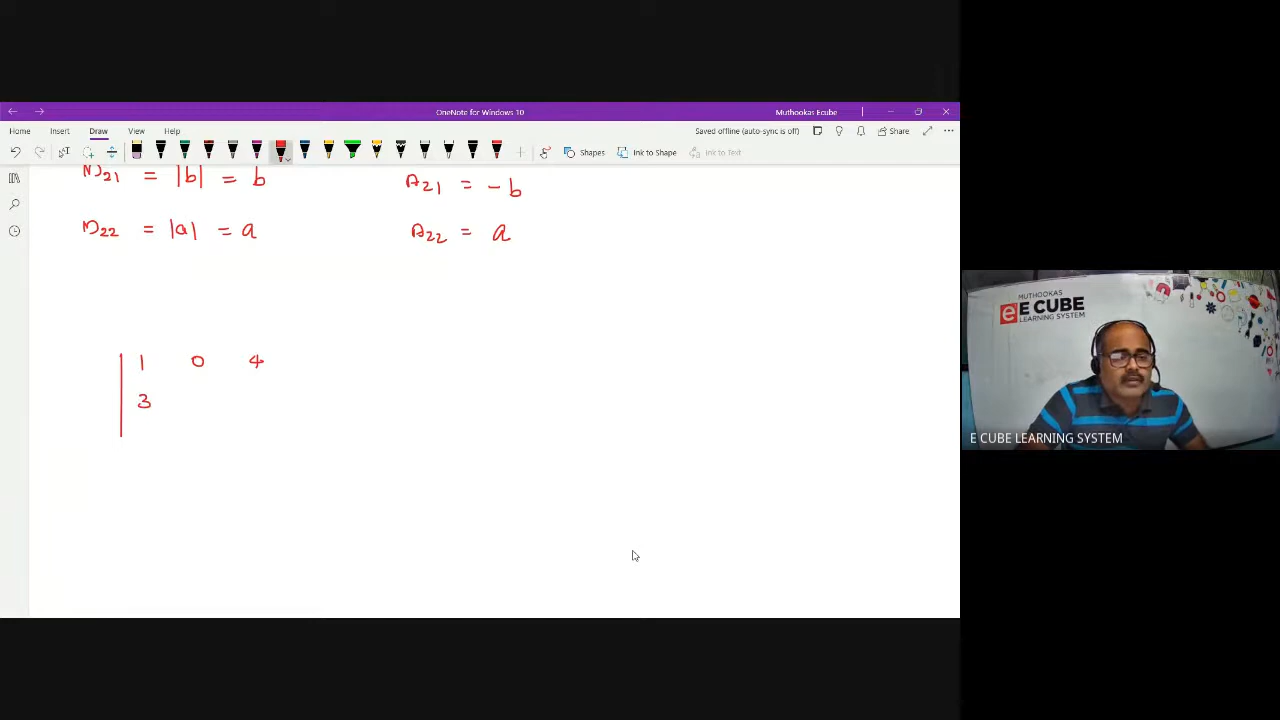 OneNote for Windows 10
Muthookas Ecube
Home Insert Draw View Help
Saved offline (auto-sync is off)
Share
Shapes
Ink to Shape
Ink to Text
M21 = |b| = b
A21 = - b
M22 = |a| = a
A22 = a
1 0 4
3
MUTHOOKAS
e E CUBE
LEARNING SYSTEM
E CUBE LEARNING SYSTEM